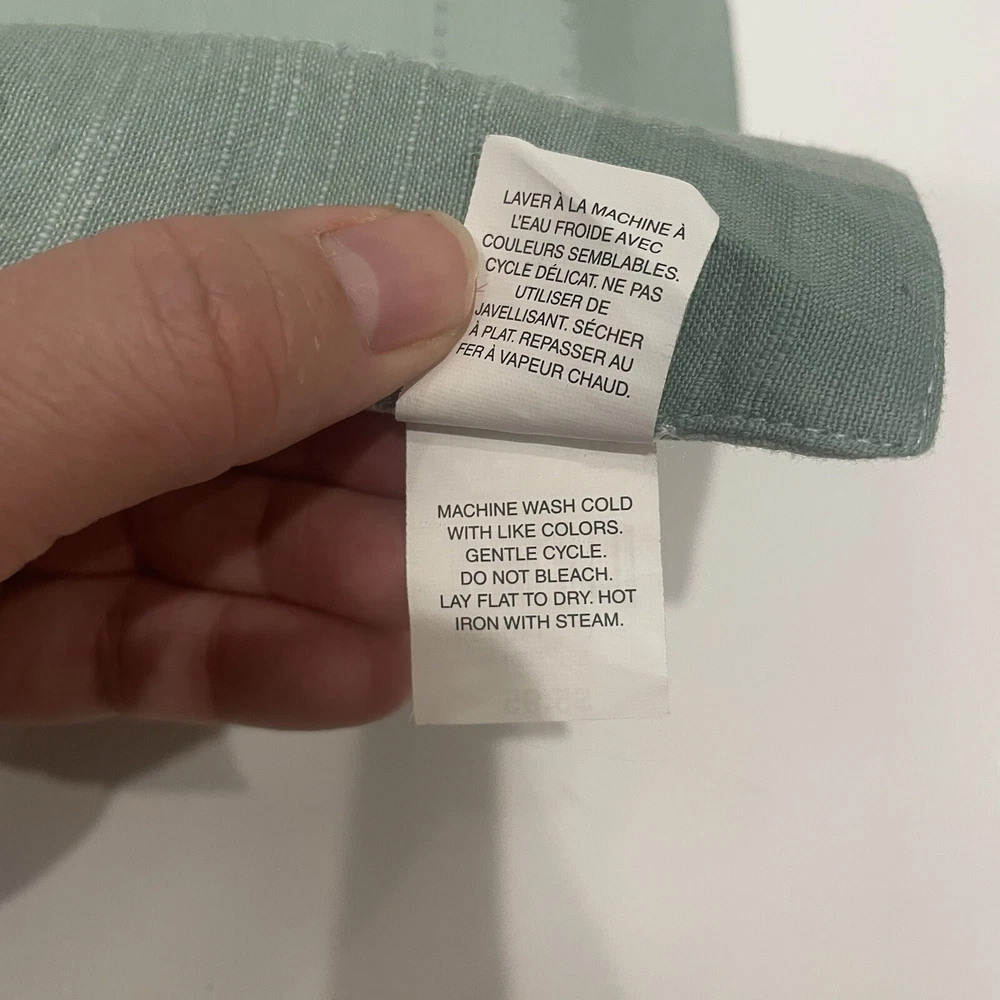 LAVER À LA MACHINE À
L'EAU FROIDE AVEC
COULEURS SEMBLABLES.
CYCLE DÉLICAT. NE PAS
UTILISER DE
JAVELLISANT. SÉCHER
À PLAT. REPASSER AU
FER À VAPEUR CHAUD.
MACHINE WASH COLD
WITH LIKE COLORS.
GENTLE CYCLE.
DO NOT BLEACH.
LAY FLAT TO DRY. HOT
IRON WITH STEAM.